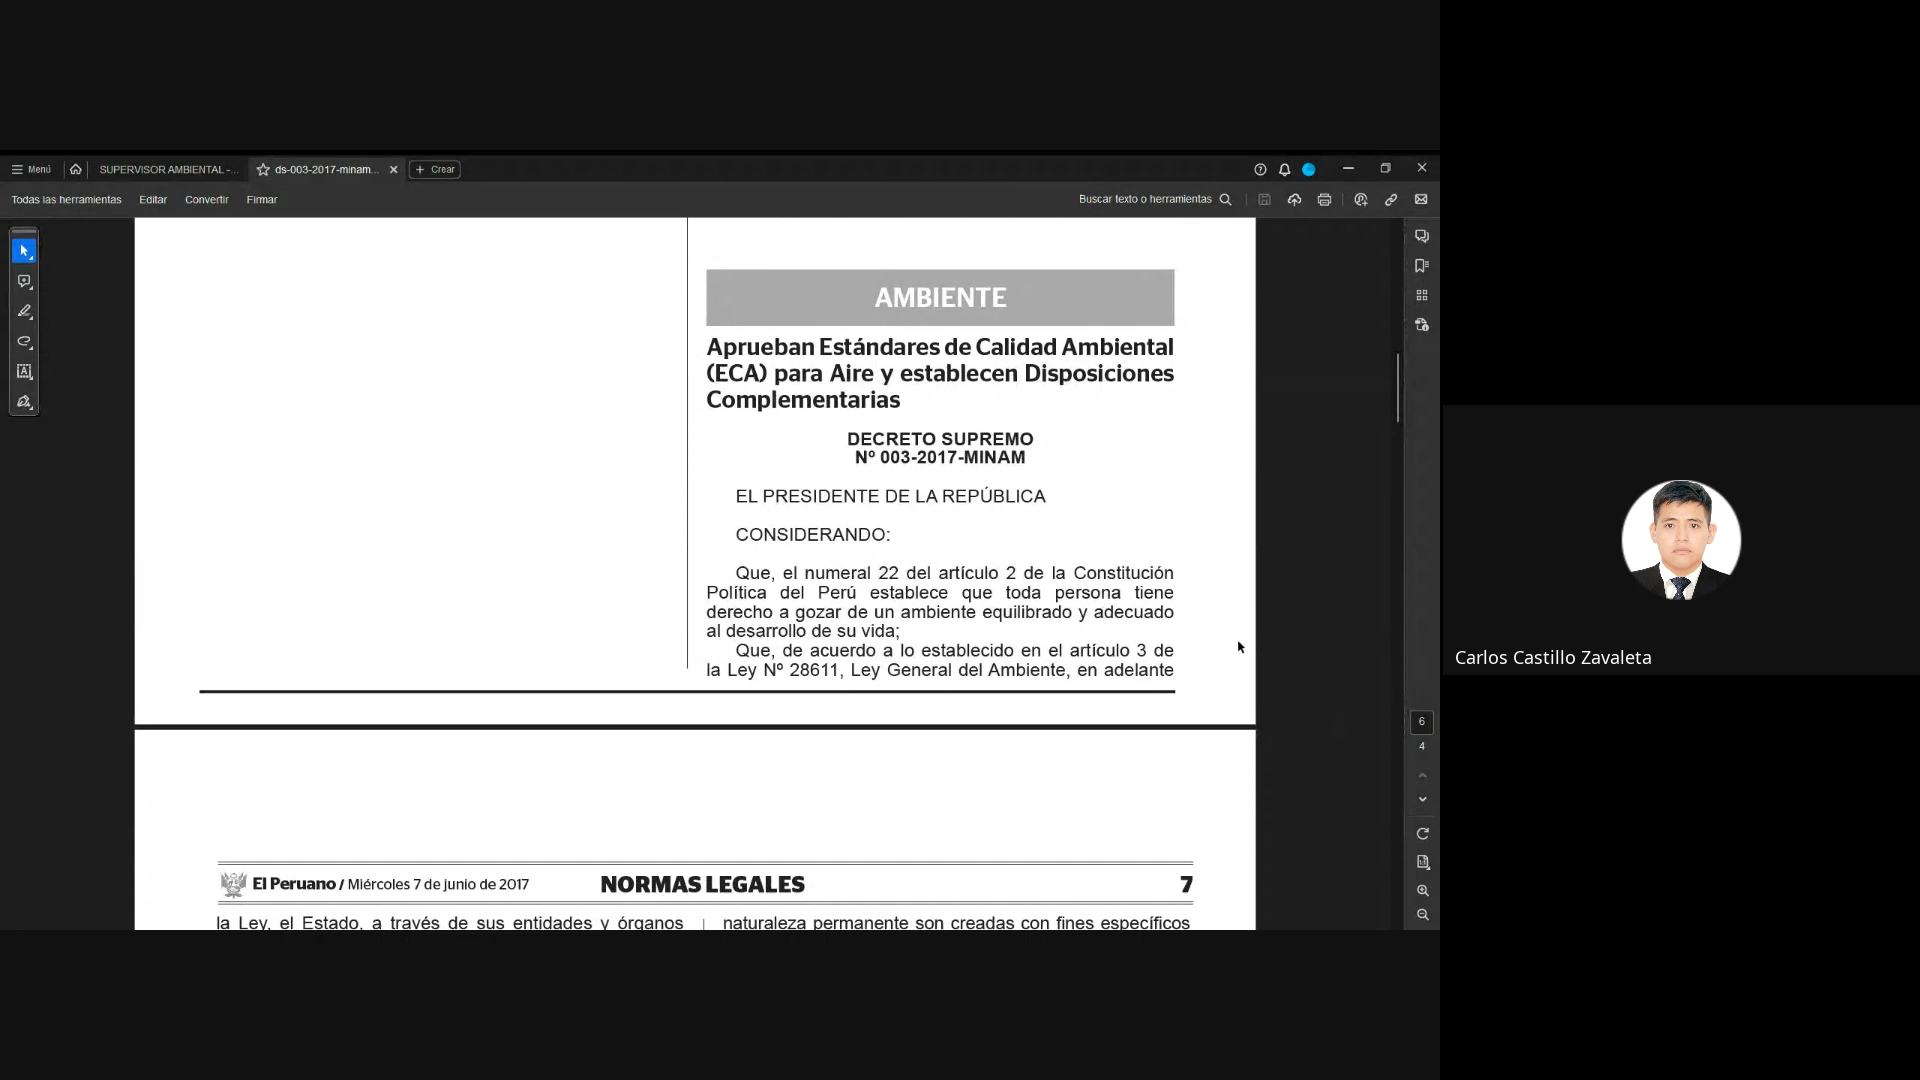 Menú
SUPERVISOR AMBIENTAL -...
ds-003-2017-minam...
Crear
Todas las herramientas
Editar
Convertir
Firmar
Buscar texto o herramientas
AMBIENTE
Aprueban Estándares de Calidad Ambiental
(ECA) para Aire y establecen Disposiciones
Complementarias
DECRETO SUPREMO
Nº 003-2017-MINAM
EL PRESIDENTE DE LA REPÚBLICA
CONSIDERANDO:
Que, el numeral 22 del artículo 2 de la Constitución
Política del Perú establece que toda persona tiene
derecho a gozar de un ambiente equilibrado y adecuado
al desarrollo de su vida;
Que, de acuerdo a lo establecido en el artículo 3 de
la Ley Nº 28611, Ley General del Ambiente, en adelante
6
4
El Peruano / Miércoles 7 de junio de 2017
NORMAS LEGALES
7
la Ley, el Estado, a través de sus entidades y órganos
naturaleza permanente son creadas con fines específicos
Carlos Castillo Zavaleta